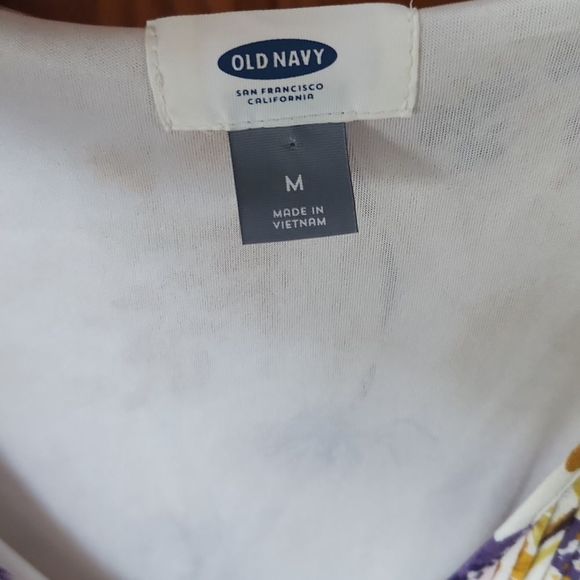 OLD NAVY
SAN FRANCISCO
CALIFORNIA
M
MADE IN
VIETNAM